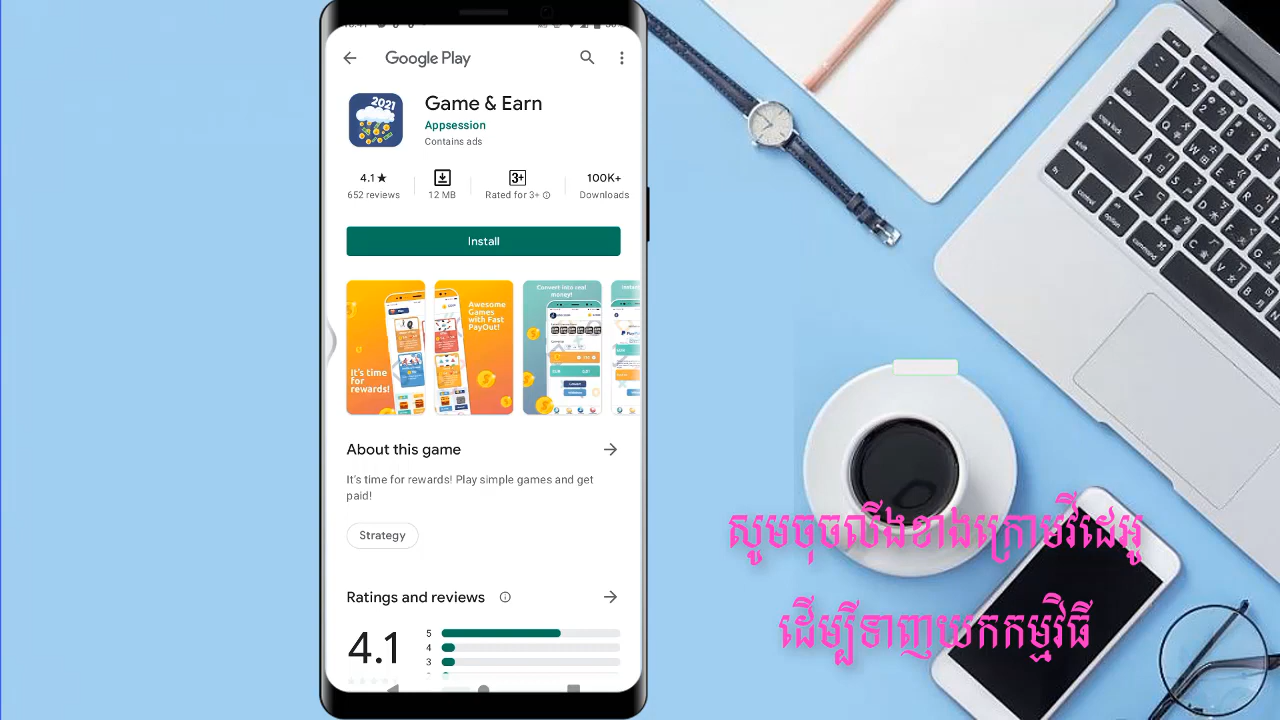 Google Play
2021
Game & Earn
Appsession
Contains ads
4.1★
652 reviews
12 MB
3+
Rated for 3+
100K+
Downloads
Install
It's time
for
rewards!
Awesome
Games
with Fast
PayOut!
Convert into real
money!
About this game
It's time for rewards! Play simple games and get
paid!
Strategy
Ratings and reviews
4.1
5
4
3
សូមចុចលីងខាងក្រោមវីដេអូ
ដើម្បីទាញយកកម្មវិធី